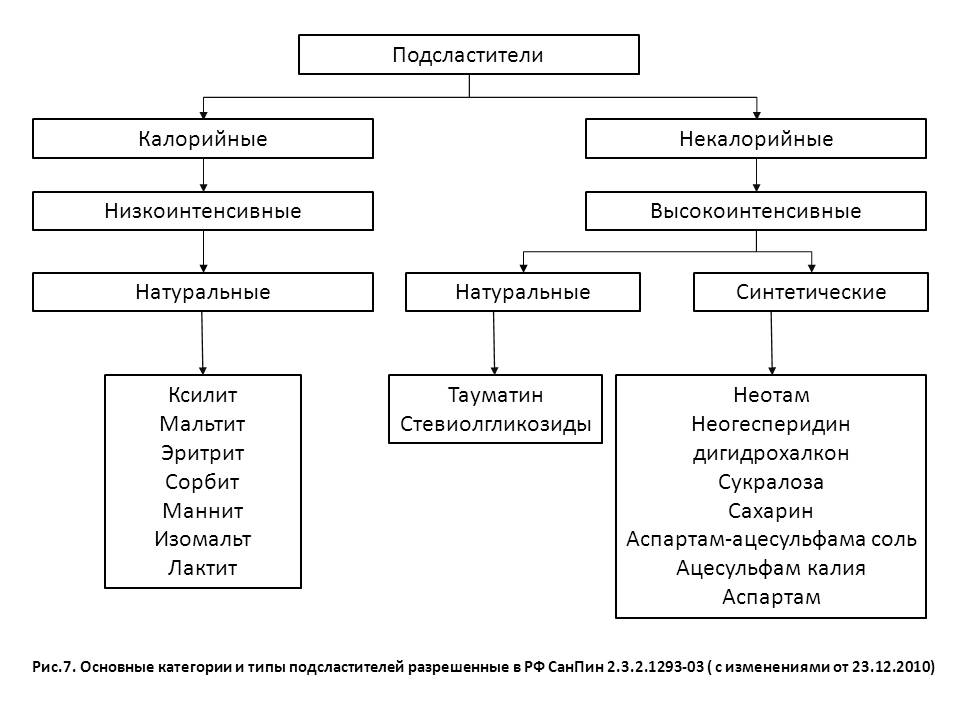 Подсластители
Калорийные
Некалорийные
Низкоинтенсивные
Высокоинтенсивные
Натуральные
Натуральные
Синтетические
Ксилит
Мальтит
Эритрит
Сорбит
Маннит
Изомальт
Лактит
Тауматин
Стевиолгликозиды
Неотам
Неогесперидин
дигидрохалкон
Сукралоза
Сахарин
Аспартам-ацесульфама соль
Ацесульфам калия
Аспартам
Рис.7. Основные категории и типы подсластителей разрешенные в РФ СанПин 2.3.2.1293-03 ( с изменениями от 23.12.2010)